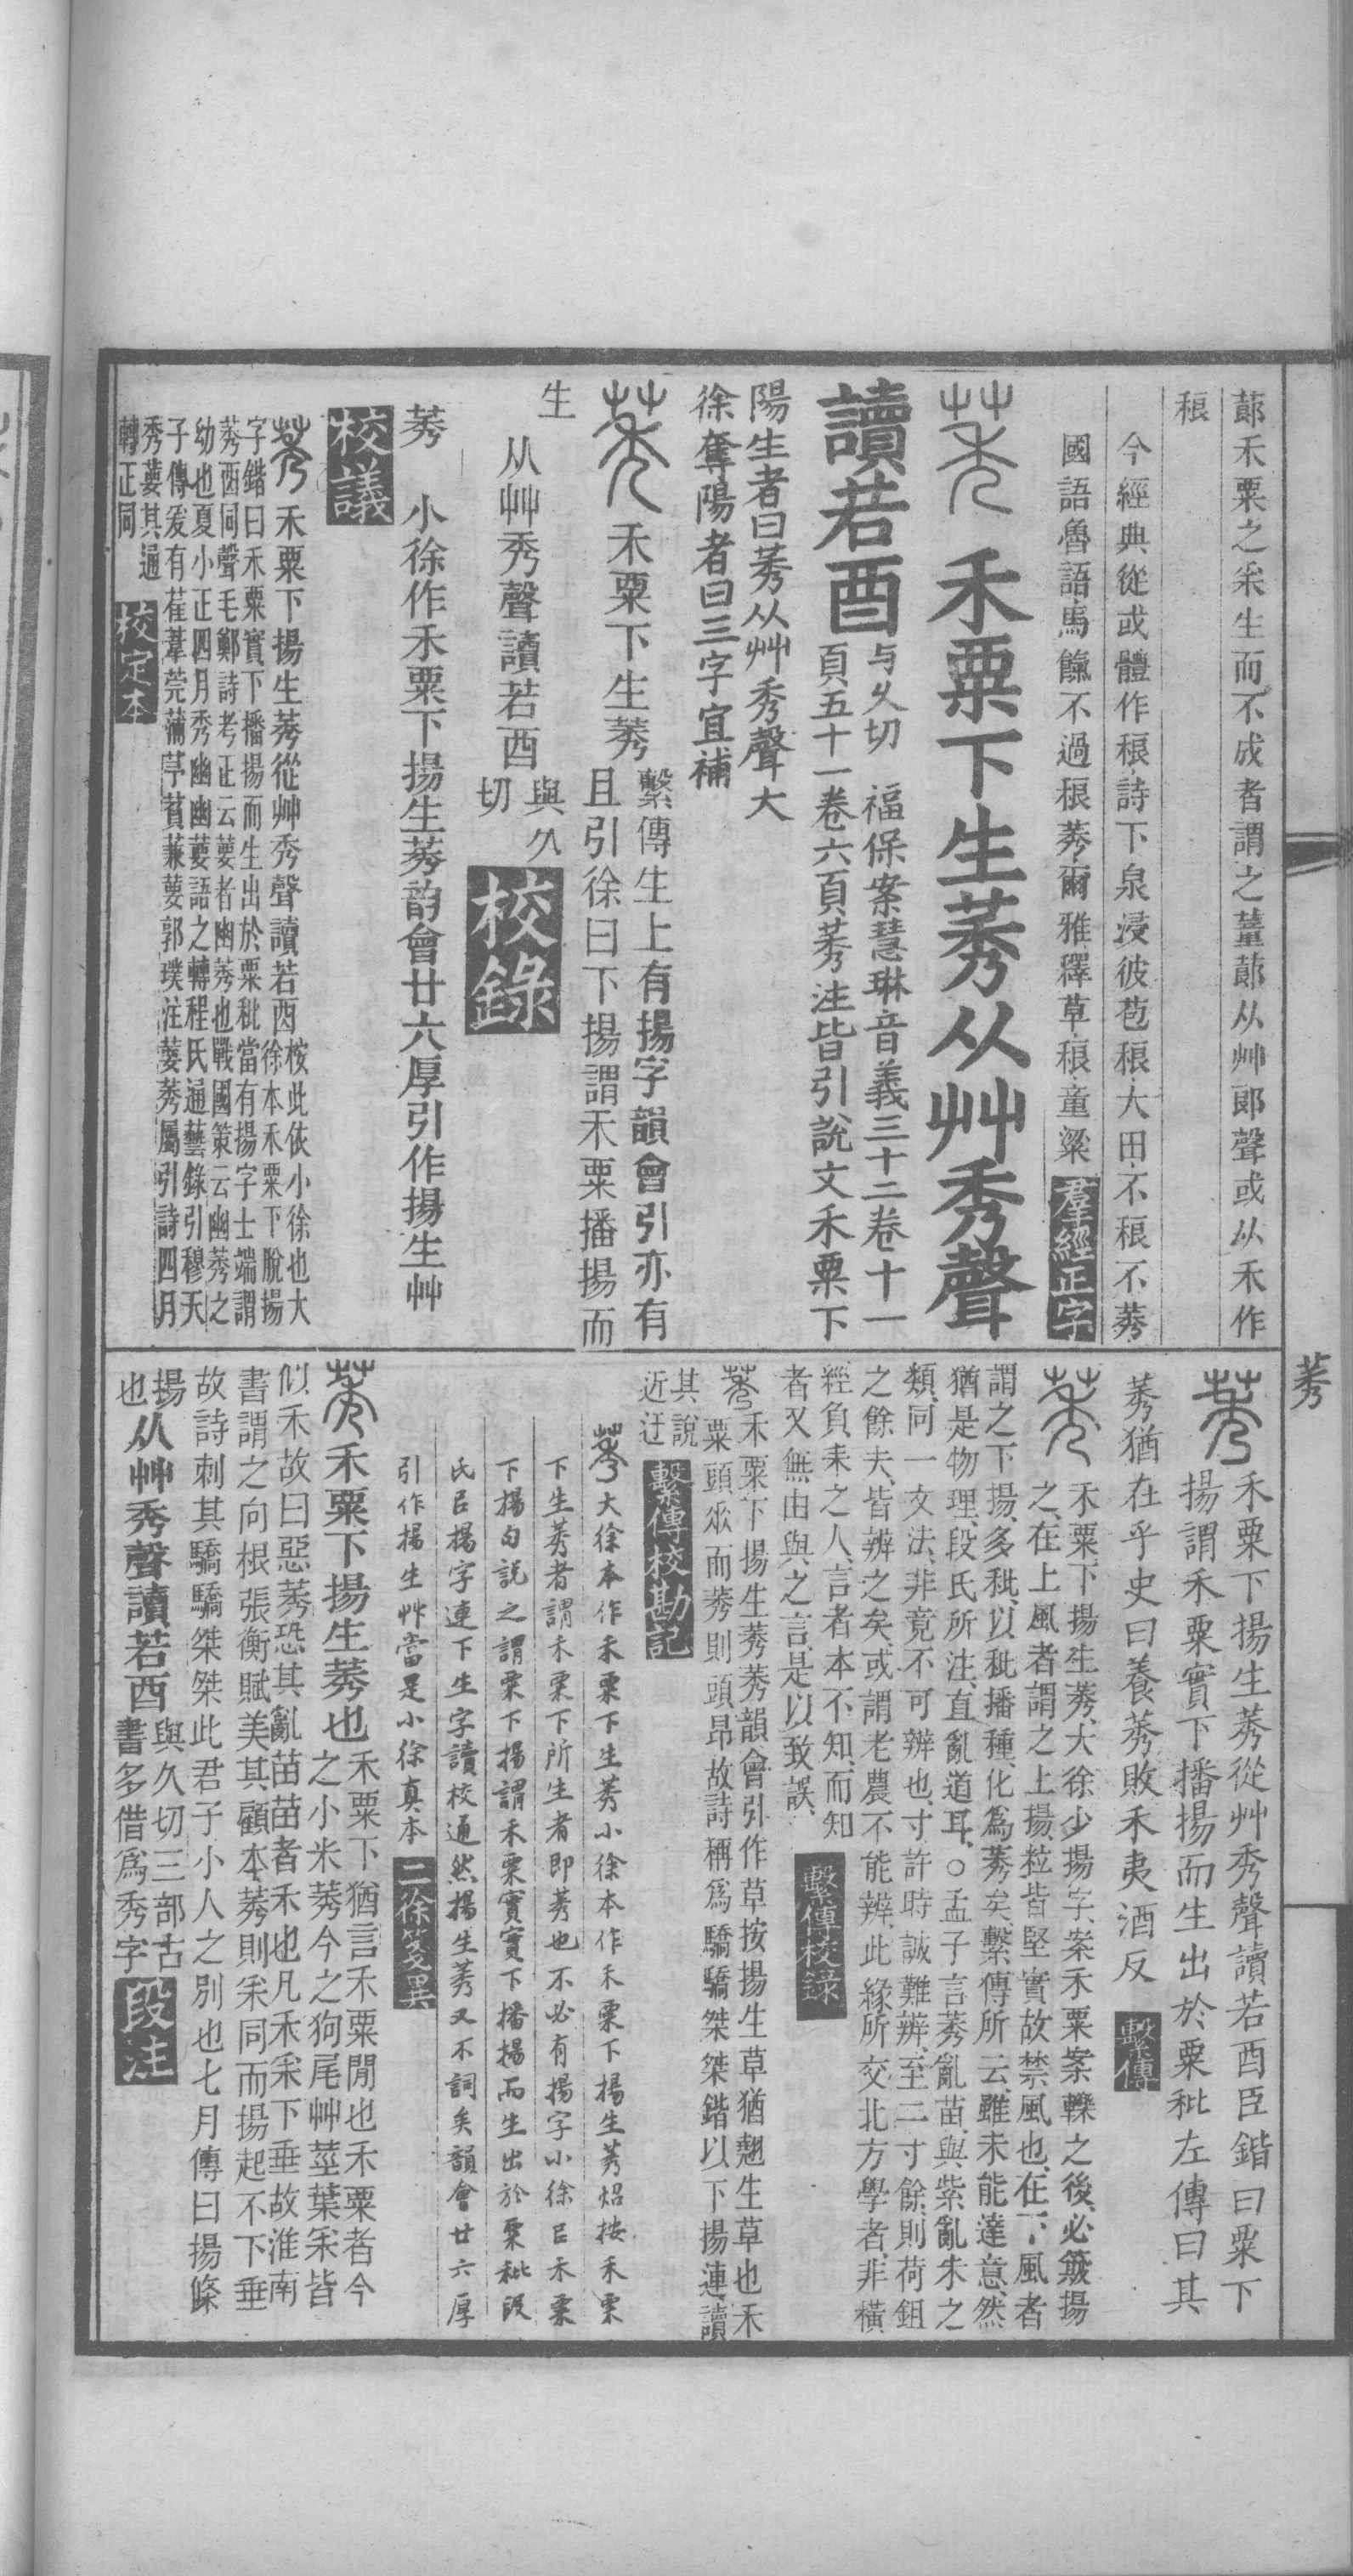 蓈禾粟之采生而不成者謂之蕫蓈从艸郎聲或从禾作
稂
今經典從或體作稂詩下泉浸彼苞稂大田不稂不莠
國語魯語馬餼不過稂莠爾雅釋草稂童粱 羣經正字
莠 禾粟下生莠从艸秀聲
讀若酉 与久切 福保案慧琳音義三十二卷十一
頁五十一卷六頁莠注皆引說文禾粟下
陽生者曰莠从艸秀聲大
徐奪陽者曰三字宜補
莠 禾粟下生莠 繫傳生上有揚字韻會引亦有
且引徐曰下揚謂禾粟播揚而
生
从艸秀聲讀若酉 與久
切 校錄
莠 小徐作禾粟下揚生莠韵會廿六厚引作揚生艸
校議
莠 禾粟下揚生莠從艸秀聲讀若酉 桉此依小徐也大
徐本禾粟下脫揚
字鍇曰禾粟實下播揚而生出於粟秕當有揚字士端謂
莠酉同聲毛鄭詩考正云葽者幽莠也戰國策云幽莠之
幼也夏小正四月秀幽幽葽語之轉程氏通藝錄引穆天
子傳爰有萑葦莞蒲茅萯蒹葽郭璞注葽莠屬引詩四月
秀葽其通
轉正同 校定本
莠
莠 禾粟下揚生莠從艸秀聲讀若酉臣鍇曰粟下
揚謂禾粟實下播揚而生出於粟秕左傳曰其
莠猶在乎史曰養莠敗禾夷酒反 繫傳
莠 禾粟下揚生莠大徐少揚字案禾粟案轢之後必簸揚
之在上風者謂之上揚粒皆堅實故禁風也在下風者
謂之下揚多秕以秕播種化為莠矣繫傳所云雖未能達意然
猶是物理段氏所注直亂道耳○孟子言莠亂苗與紫亂朱之
類同一文法非竟不可辨也寸許時誠難辨至二寸餘則荷鉏
之餘夫皆辨之矣或謂老農不能辨此緣所交北方學者非橫
經負耒之人言者本不知而知
者又無由與之言是以致誤 繫傳校錄
莠 禾粟下揚生莠莠韻會引作草按揚生草猶翹生草也禾
粟頭𠂹而莠則頭昂故詩稱為驕驕桀桀鍇以下揚連讀
其說
近迂 繫傳校勘記
莠 大徐本作禾粟下生莠小徐本作禾粟下揚生莠炤按禾粟
下生莠者謂禾粟下所生者即莠也不必有揚字小徐㠯禾粟
下揚句說之謂粟下揚謂禾粟實下播揚而生出於粟秕段
氏㠯揚字連下生字讀校通然揚生莠又不詞矣韻會廿六厚
引作揚生艸當是小徐真本 二徐箋異
莠 禾粟下揚生莠也 禾粟下猶言禾粟閒也禾粟者今
之小米莠今之狗尾艸莖葉采皆
似禾故曰惡莠恐其亂苗苗者禾也凡禾采下垂故淮南
書謂之向根張衡賦美其顧本莠則采同而揚起不下垂
故詩刺其驕驕桀桀此君子小人之別也七月傳曰揚條
揚
也 从艸秀聲讀若酉 與久切三部古
書多借為秀字 段注